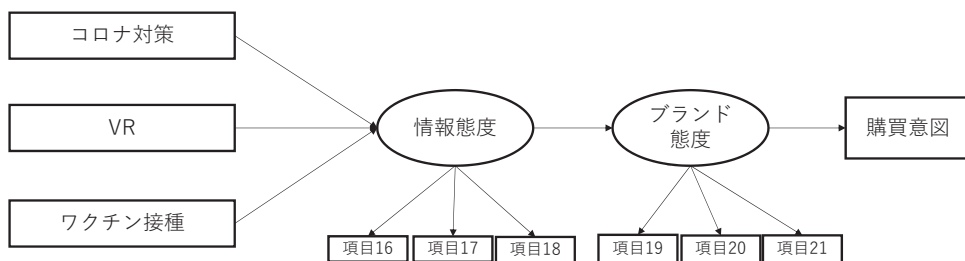 コロナ対策
VR
ワクチン接種
情報態度
ブランド
態度
購買意図
項目16
項目17
項目18
項目19
項目20
項目21